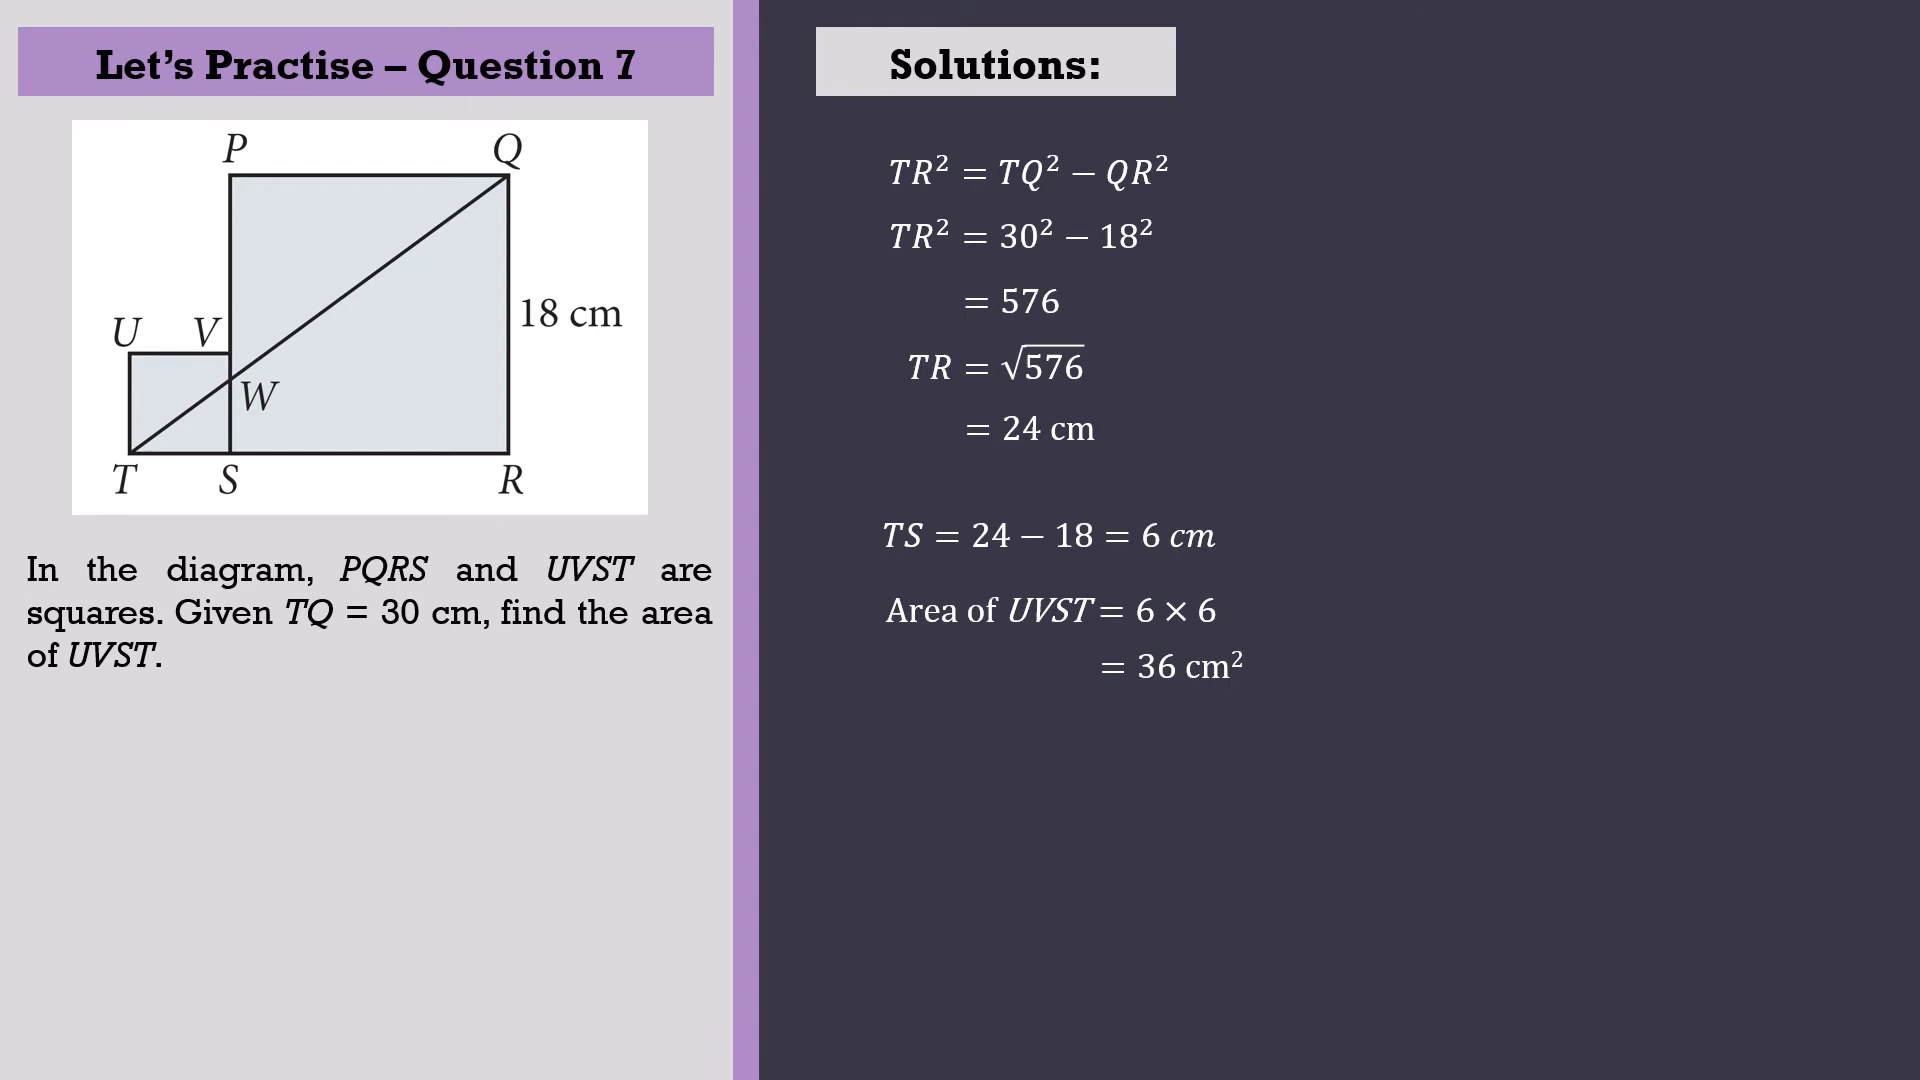 Let’s Practise – Question 7
P Q
18 cm
U V
W
T S R
In the diagram, PQRS and UVST are
squares. Given TQ = 30 cm, find the area
of UVST.
Solutions:
TR² = TQ² − QR²
TR² = 30² − 18²
= 576
TR = √576
= 24 cm
TS = 24 − 18 = 6 cm
Area of UVST = 6 × 6
= 36 cm²